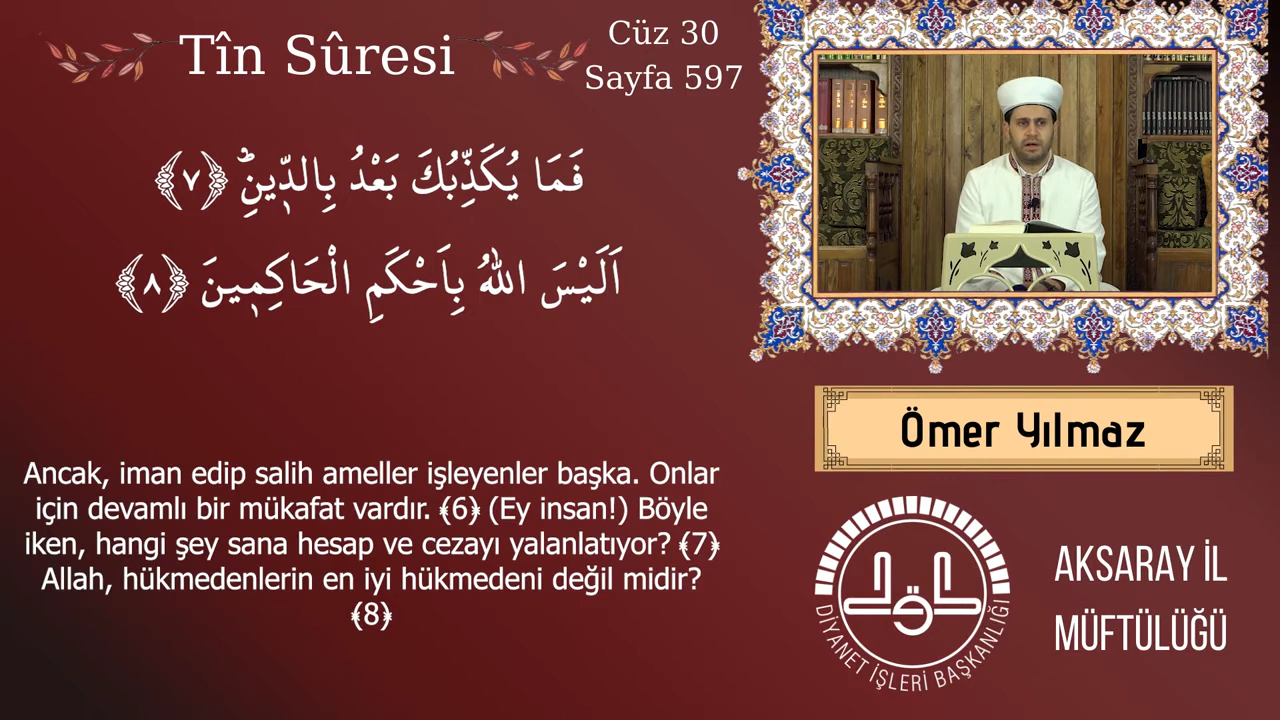 Tîn Sûresi
Cüz 30
Sayfa 597
فَمَا يُكَذِّبُكَ بَعْدُ بِالدّ۪ينِۜ ﴿٧﴾
اَلَيْسَ اللّٰهُ بِاَحْكَمِ الْحَاكِم۪ينَ ﴿٨﴾
Ancak, iman edip salih ameller işleyenler başka. Onlar
için devamlı bir mükafat vardır. ﴾6﴿ (Ey insan!) Böyle
iken, hangi şey sana hesap ve cezayı yalanlatıyor? ﴾7﴿
Allah, hükmedenlerin en iyi hükmedeni değil midir?
﴾8﴿
Ömer Yılmaz
DİYANET İŞLERİ BAŞKANLIĞI
AKSARAY İL
MÜFTÜLÜĞÜ